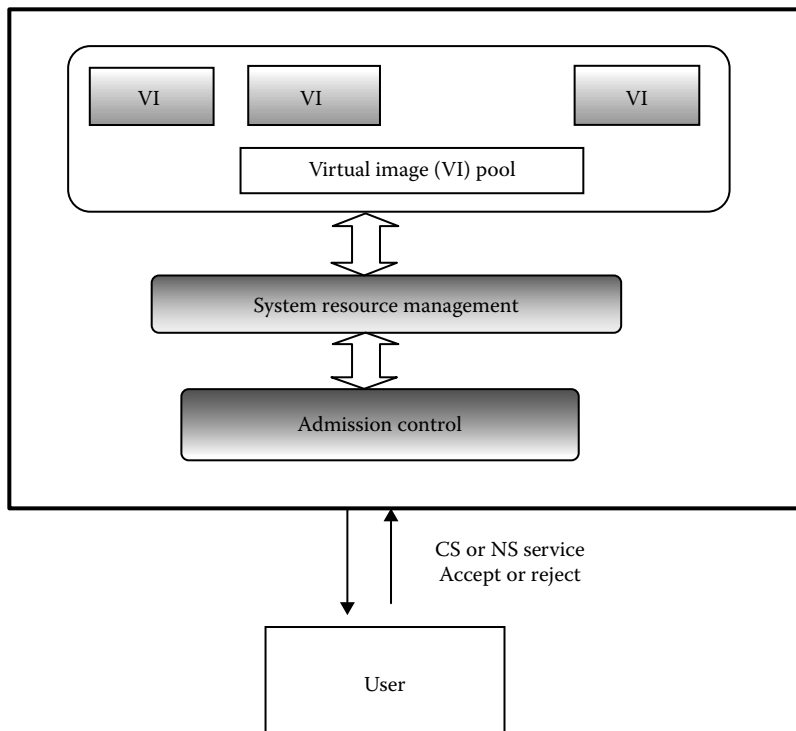 VI
VI
VI
Virtual image (VI) pool
System resource management
Admission control
CS or NS service
Accept or reject
User